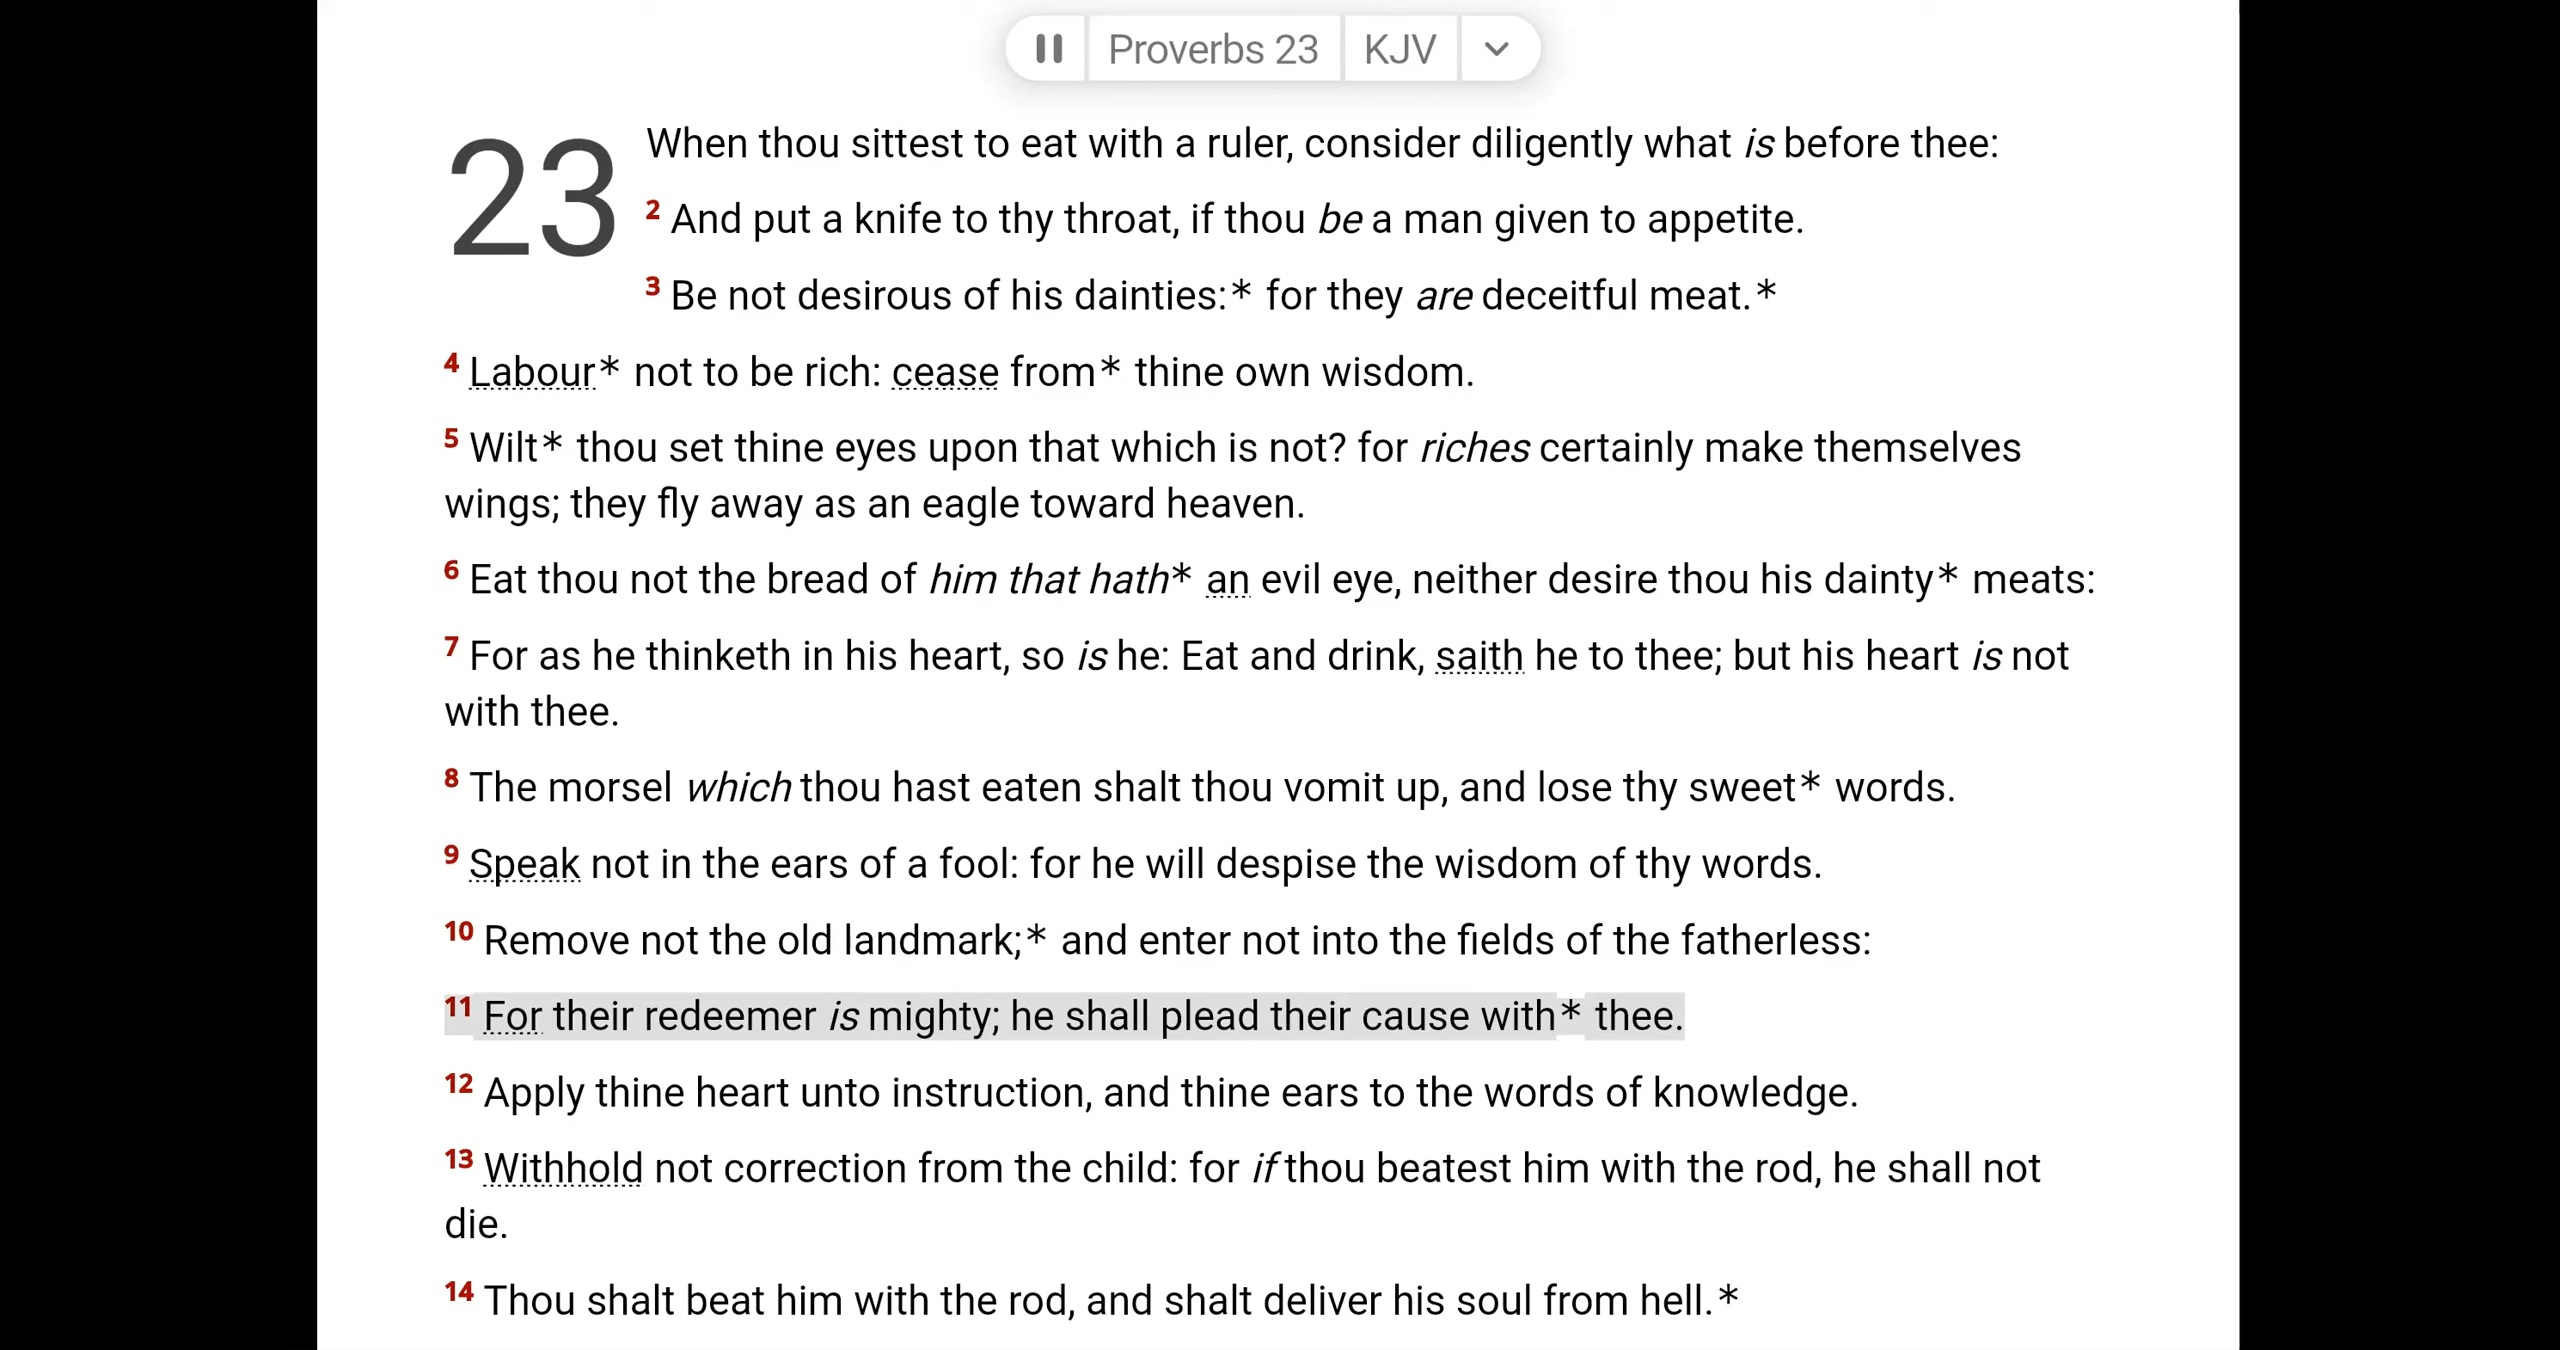 Proverbs 23 KJV
23 When thou sittest to eat with a ruler, consider diligently what is before thee:
2 And put a knife to thy throat, if thou be a man given to appetite.
3 Be not desirous of his dainties:* for they are deceitful meat.*
4 Labour* not to be rich: cease from* thine own wisdom.
5 Wilt* thou set thine eyes upon that which is not? for riches certainly make themselves
wings; they fly away as an eagle toward heaven.
6 Eat thou not the bread of him that hath* an evil eye, neither desire thou his dainty* meats:
7 For as he thinketh in his heart, so is he: Eat and drink, saith he to thee; but his heart is not
with thee.
8 The morsel which thou hast eaten shalt thou vomit up, and lose thy sweet* words.
9 Speak not in the ears of a fool: for he will despise the wisdom of thy words.
10 Remove not the old landmark;* and enter not into the fields of the fatherless:
11 For their redeemer is mighty; he shall plead their cause with* thee.
12 Apply thine heart unto instruction, and thine ears to the words of knowledge.
13 Withhold not correction from the child: for if thou beatest him with the rod, he shall not
die.
14 Thou shalt beat him with the rod, and shalt deliver his soul from hell.*